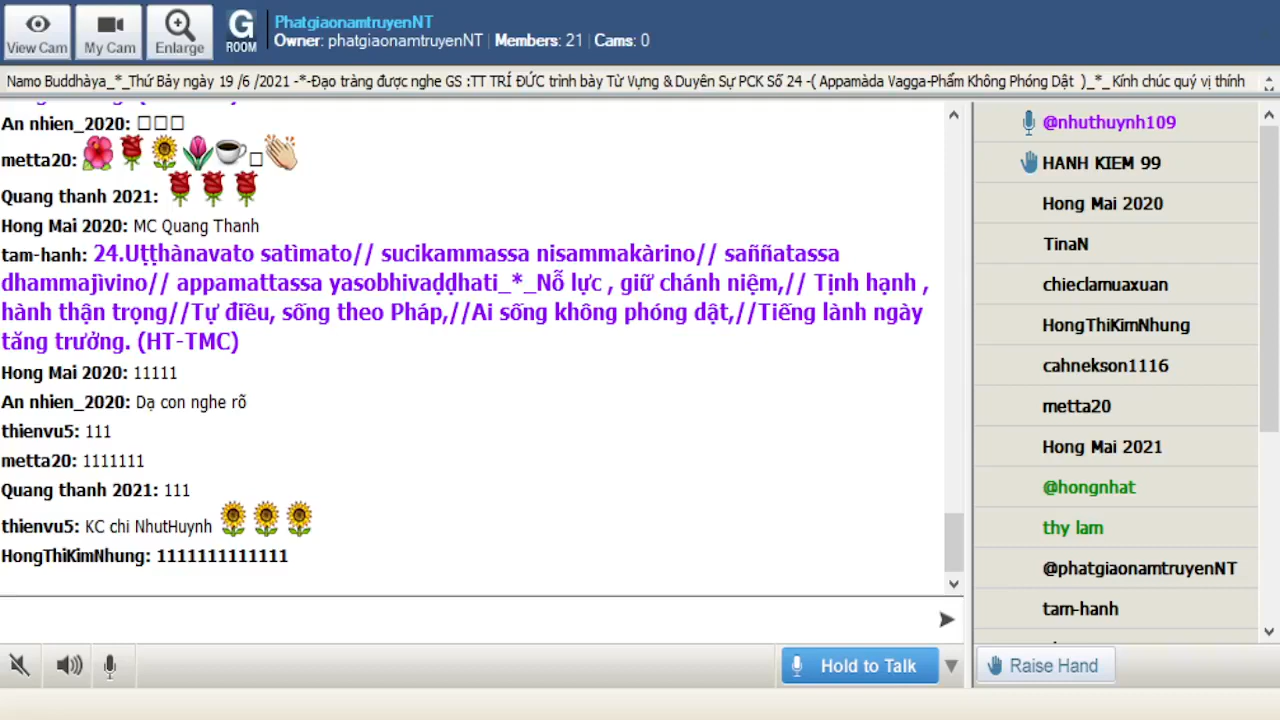 View Cam
My Cam
Enlarge
G
ROOM
PhatgiaonamtruyenNT
Owner: phatgiaonamtruyenNT | Members: 21 | Cams: 0
Namo Buddhàya_*_Thứ Bảy ngày 19 /6 /2021 -*-Đạo tràng được nghe GS :TT TRÍ ĐỨC trình bày Từ Vựng & Duyên Sự PCK Số 24 -( Appamàda Vagga-Phẩm Không Phóng Dật )_*_ Kính chúc quý vị thính
An nhien_2020:
metta20:
Quang thanh 2021:
Hong Mai 2020: MC Quang Thanh
tam-hanh: 24.Uṭṭhànavato satìmato// sucikammassa nisammakàrino// saññatassa
dhammajìvino// appamattassa yasobhivaḍḍhati_*_Nỗ lực , giữ chánh niệm,// Tịnh hạnh ,
hành thận trọng//Tự điều, sống theo Pháp,//Ai sống không phóng dật,//Tiếng lành ngày
tăng trưởng. (HT-TMC)
Hong Mai 2020: 11111
An nhien_2020: Dạ con nghe rõ
thienvu5: 111
metta20: 1111111
Quang thanh 2021: 111
thienvu5: KC chi NhutHuynh
HongThiKimNhung: 1111111111111
Hold to Talk
@nhuthuynh109
HANH KIEM 99
Hong Mai 2020
TinaN
chieclamuaxuan
HongThiKimNhung
cahnekson1116
metta20
Hong Mai 2021
@hongnhat
thy lam
@phatgiaonamtruyenNT
tam-hanh
Raise Hand